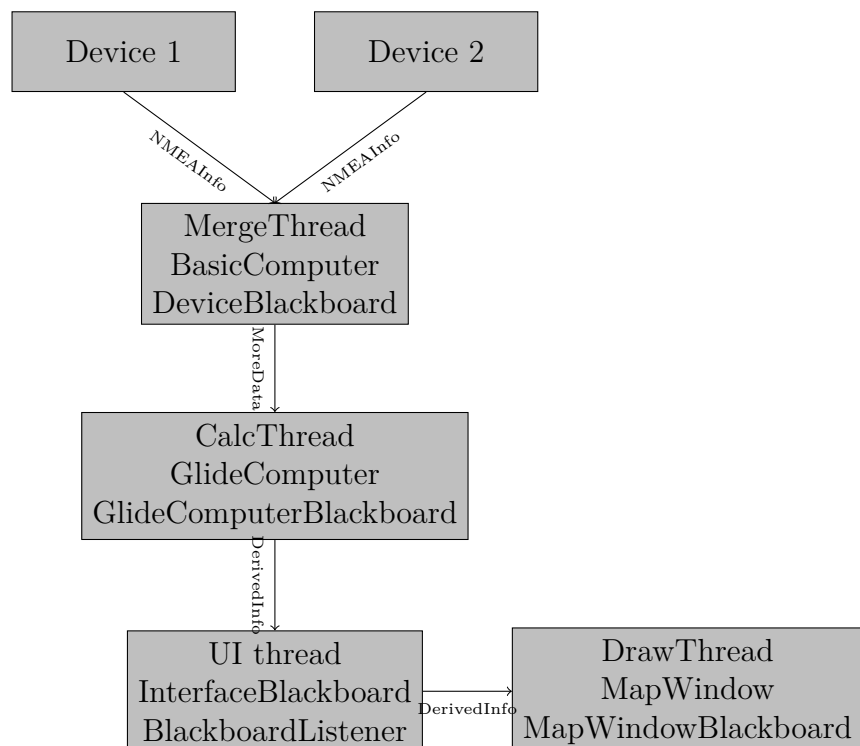 Device 1
Device 2
NMEAInfo
NMEAInfo
MergeThread
BasicComputer
DeviceBlackboard
MoreData
CalcThread
GlideComputer
GlideComputerBlackboard
DerivedInfo
UI thread
InterfaceBlackboard
BlackboardListener
DerivedInfo
DrawThread
MapWindow
MapWindowBlackboard